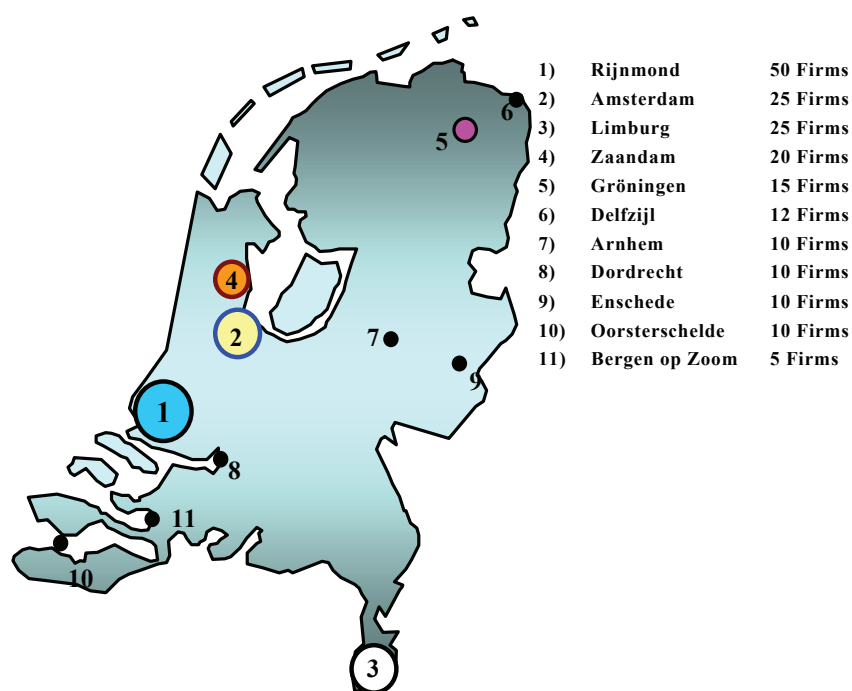 1) Rijnmond 50 Firms
2) Amsterdam 25 Firms
3) Limburg 25 Firms
4) Zaandam 20 Firms
5) Gröningen 15 Firms
6) Delfzijl 12 Firms
7) Arnhem 10 Firms
8) Dordrecht 10 Firms
9) Enschede 10 Firms
10) Oorsterschelde 10 Firms
11) Bergen op Zoom 5 Firms
6
5
4
2
7
9
1
8
11
10
3